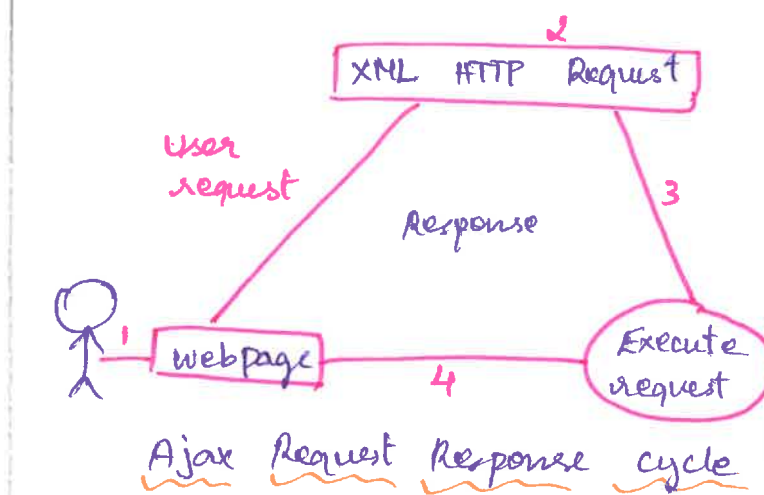 2
XML HTTP Request
User
request
3
Response
1
webpage
Execute
request
4
Ajax Request Response cycle